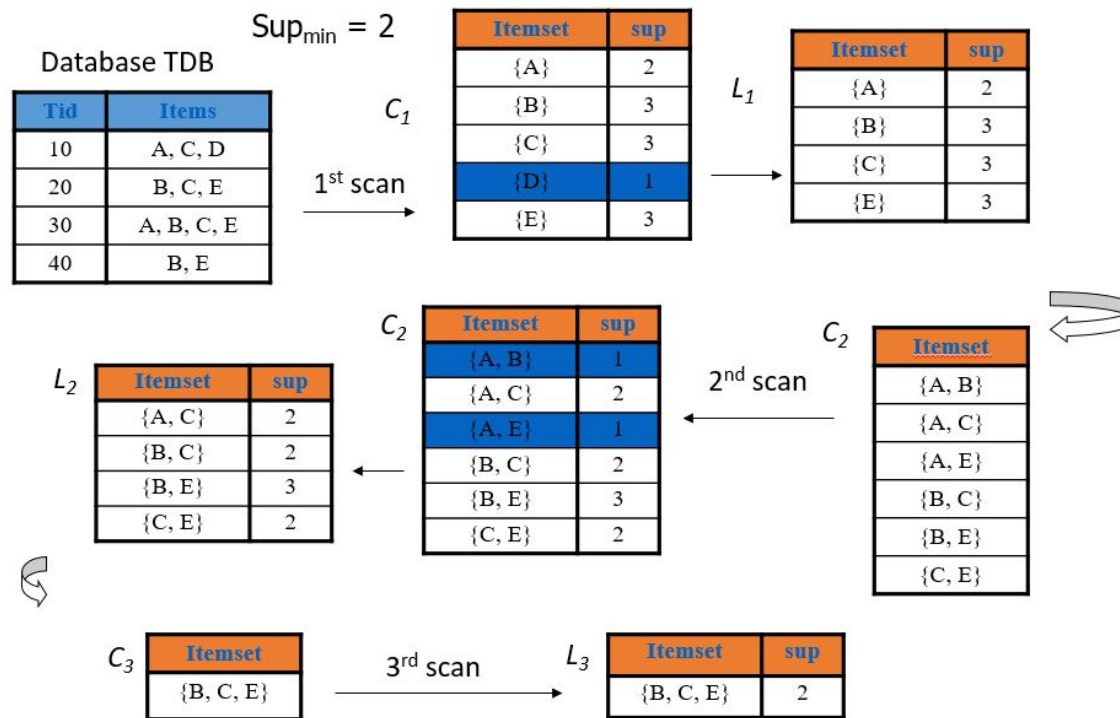 Sup_min = 2
Database TDB
Tid Items
10 A, C, D
20 B, C, E
30 A, B, C, E
40 B, E
1st scan
C1
Itemset sup
{A} 2
{B} 3
{C} 3
{D} 1
{E} 3
L1
Itemset sup
{A} 2
{B} 3
{C} 3
{E} 3
C2
Itemset
{A, B}
{A, C}
{A, E}
{B, C}
{B, E}
{C, E}
2nd scan
C2
Itemset sup
{A, B} 1
{A, C} 2
{A, E} 1
{B, C} 2
{B, E} 3
{C, E} 2
L2
Itemset sup
{A, C} 2
{B, C} 2
{B, E} 3
{C, E} 2
C3
Itemset
{B, C, E}
3rd scan
L3
Itemset sup
{B, C, E} 2